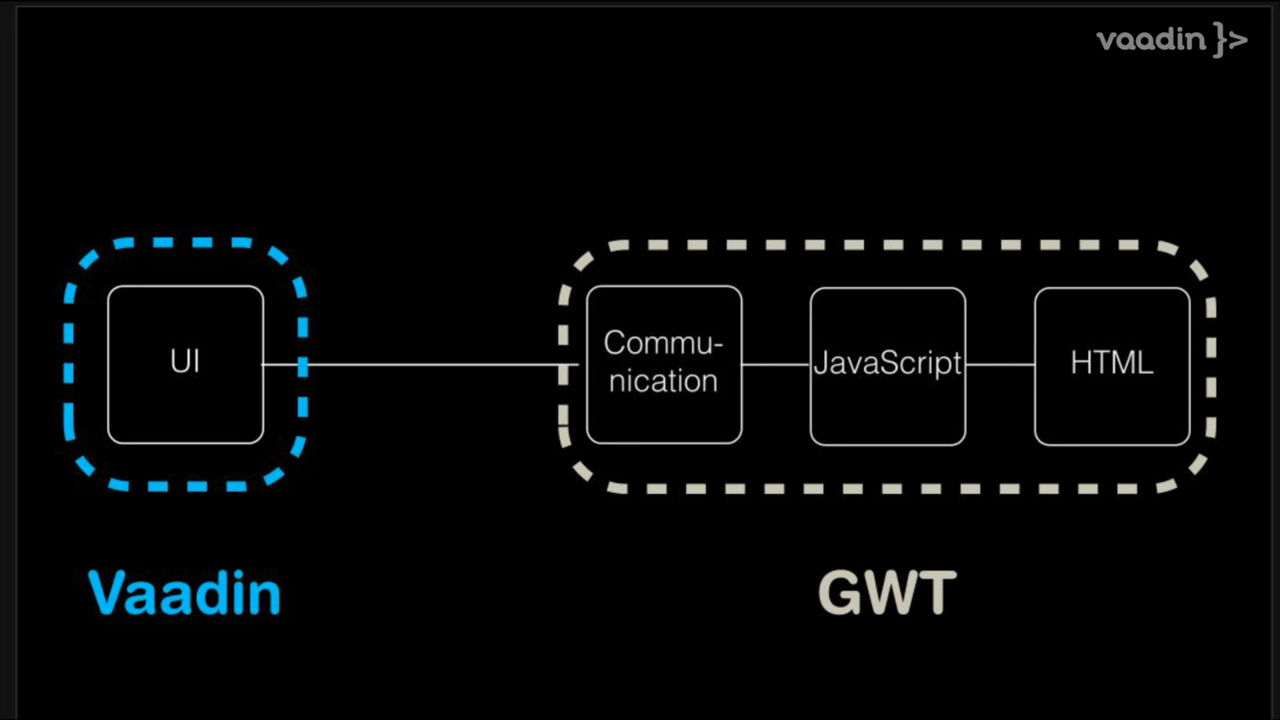 vaadin }>
UI
Commu-
nication
JavaScript
HTML
Vaadin
GWT